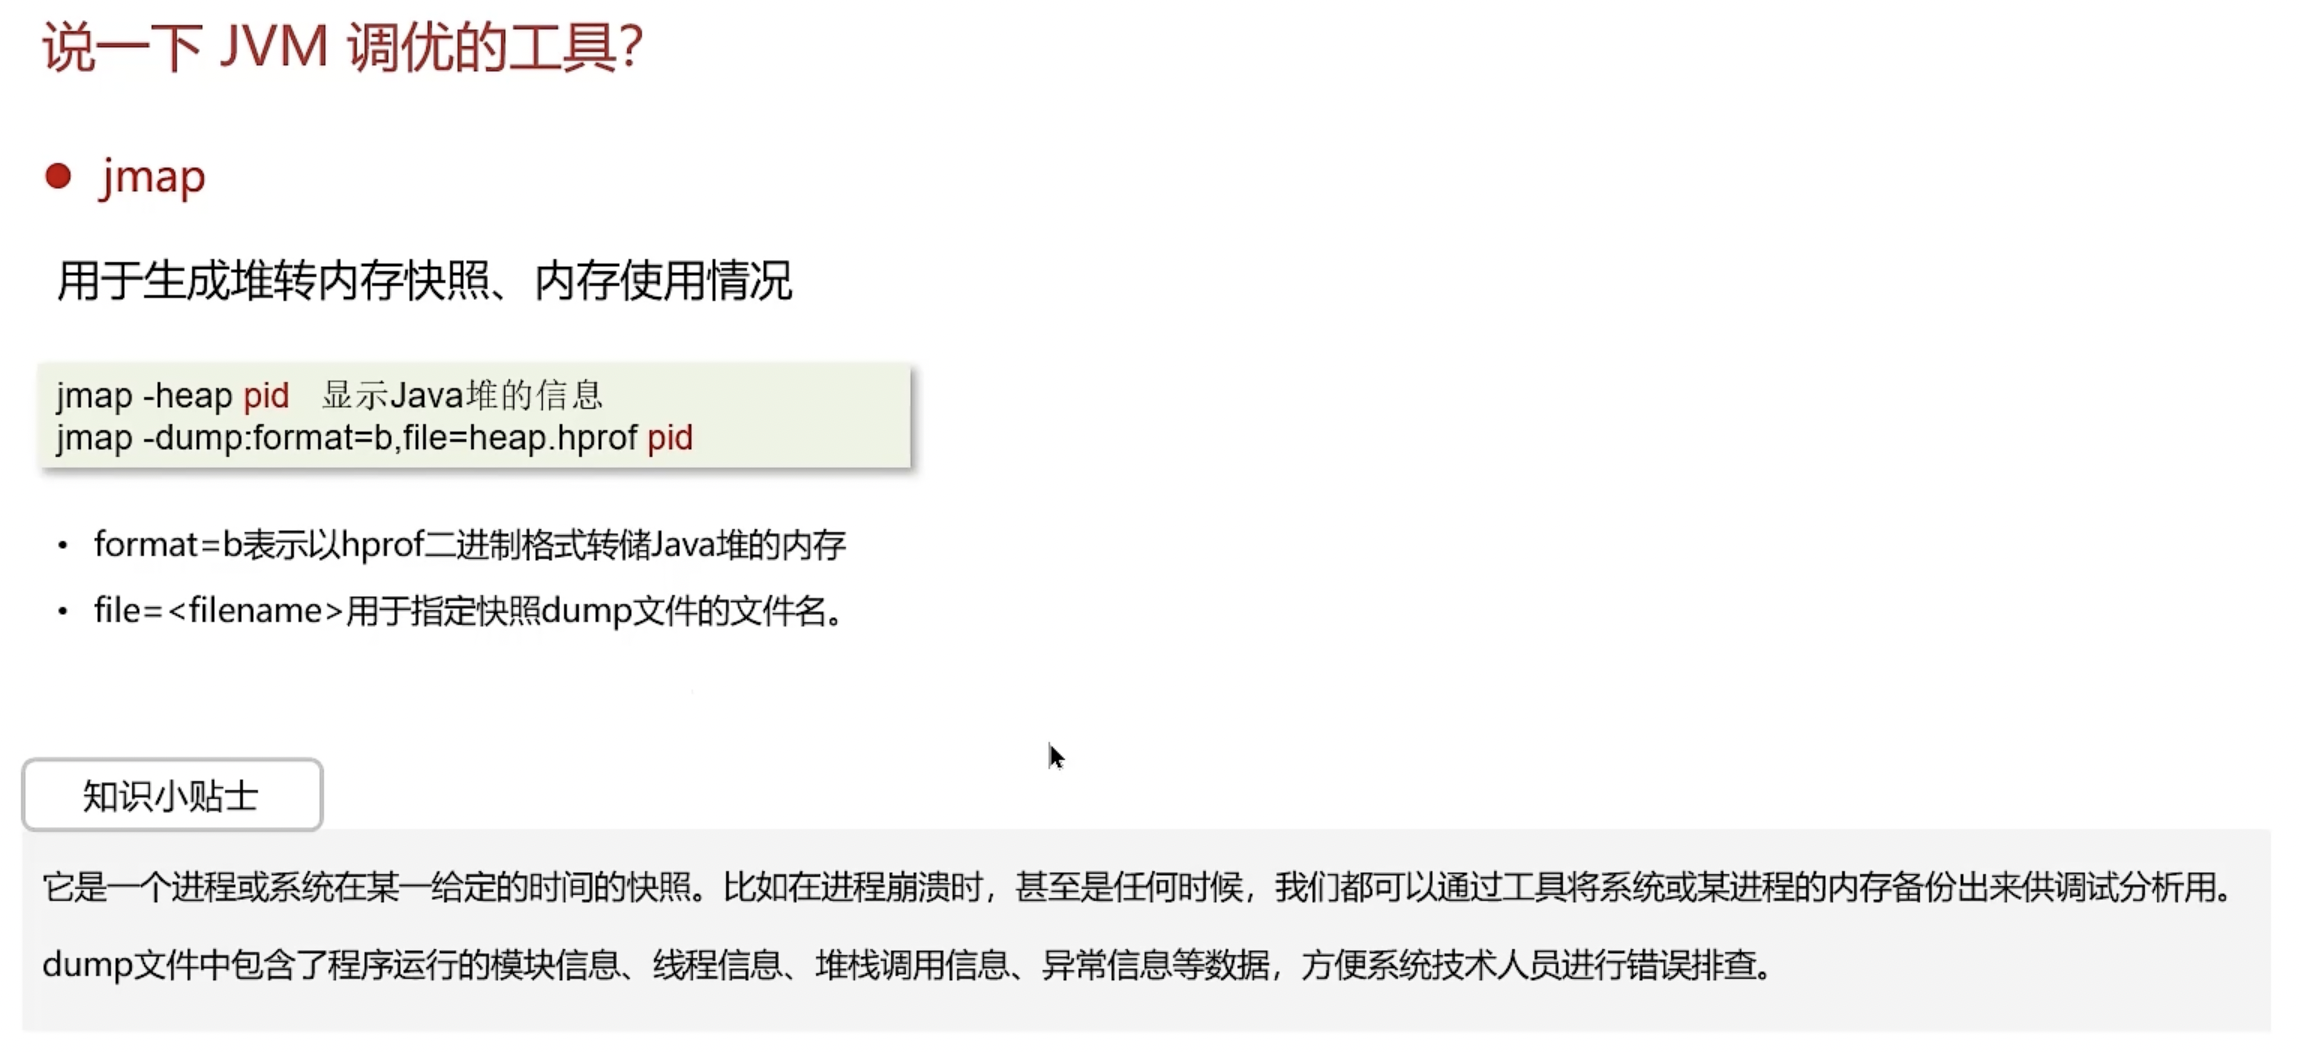 说一下 JVM 调优的工具?
jmap
用于生成堆转内存快照、内存使用情况
jmap -heap pid 显示Java堆的信息
jmap -dump:format=b,file=heap.hprof pid
• format=b表示以hprof二进制格式转储Java堆的内存
• file=<filename>用于指定快照dump文件的文件名。
知识小贴士
它是一个进程或系统在某一给定的时间的快照。比如在进程崩溃时，甚至是任何时候，我们都可以通过工具将系统或某进程的内存备份出来供调试分析用。
dump文件中包含了程序运行的模块信息、线程信息、堆栈调用信息、异常信息等数据，方便系统技术人员进行错误排查。